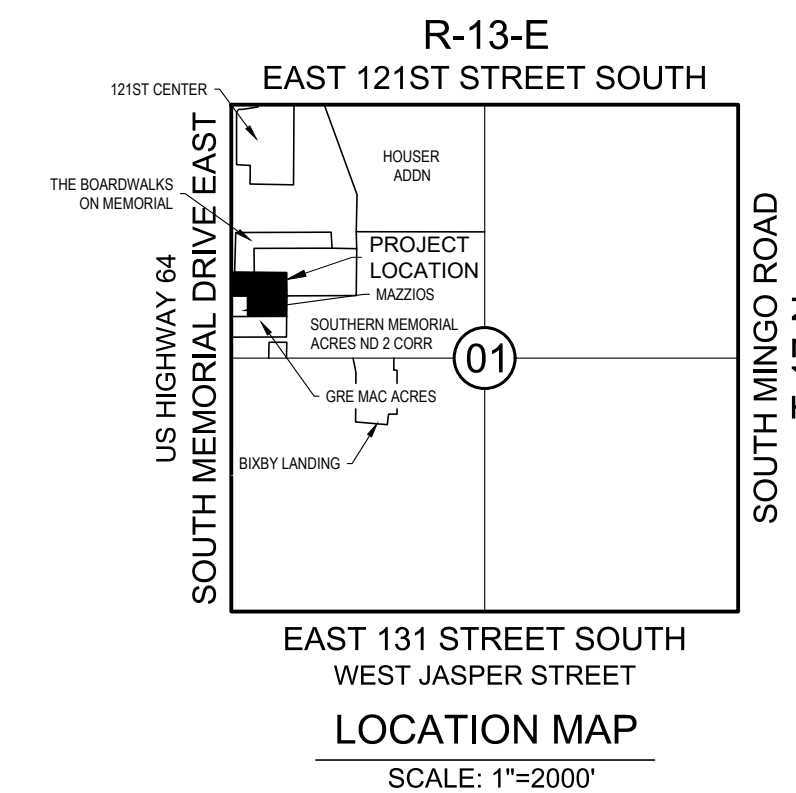 R-13-E
EAST 121ST STREET SOUTH
121ST CENTER
THE BOARDWALKS
ON MEMORIAL
US HIGHWAY 64
SOUTH MEMORIAL DRIVE EAST
HOUSER
ADDN
PROJECT
LOCATION
MAZZIOS
SOUTHERN MEMORIAL
ACRES ND 2 CORR
01
GRE MAC ACRES
BIXBY LANDING
SOUTH MINGO ROAD
EAST 131 STREET SOUTH
WEST JASPER STREET
LOCATION MAP
SCALE: 1"=2000'